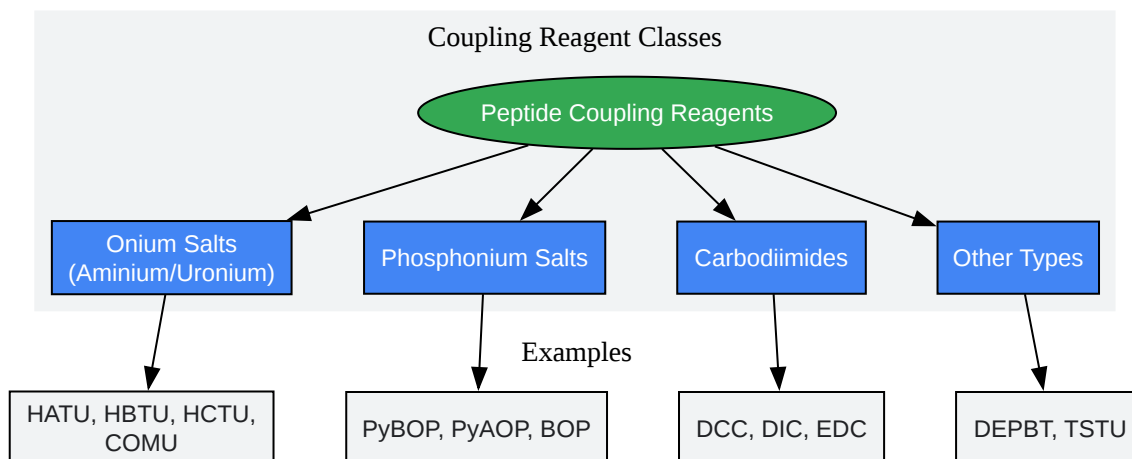 Coupling Reagent Classes
Peptide Coupling Reagents
Onium Salts
(Aminium/Uronium)
Phosphonium Salts
Carbodiimides
Other Types
Examples
HATU, HBTU, HCTU,
COMU
PyBOP, PyAOP, BOP
DCC, DIC, EDC
DEPBT, TSTU